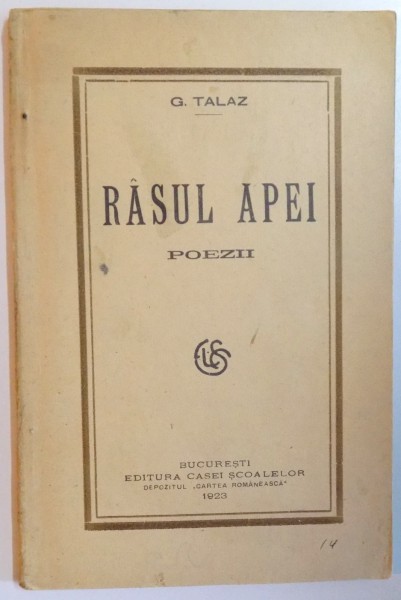 G. TALAZ
RÂSUL APEI
POEZII
BUCUREȘTI
EDITURA CASEI ȘCOALELOR
DEPOZITUL „CARTEA ROMÂNEASCĂ"
1923
14